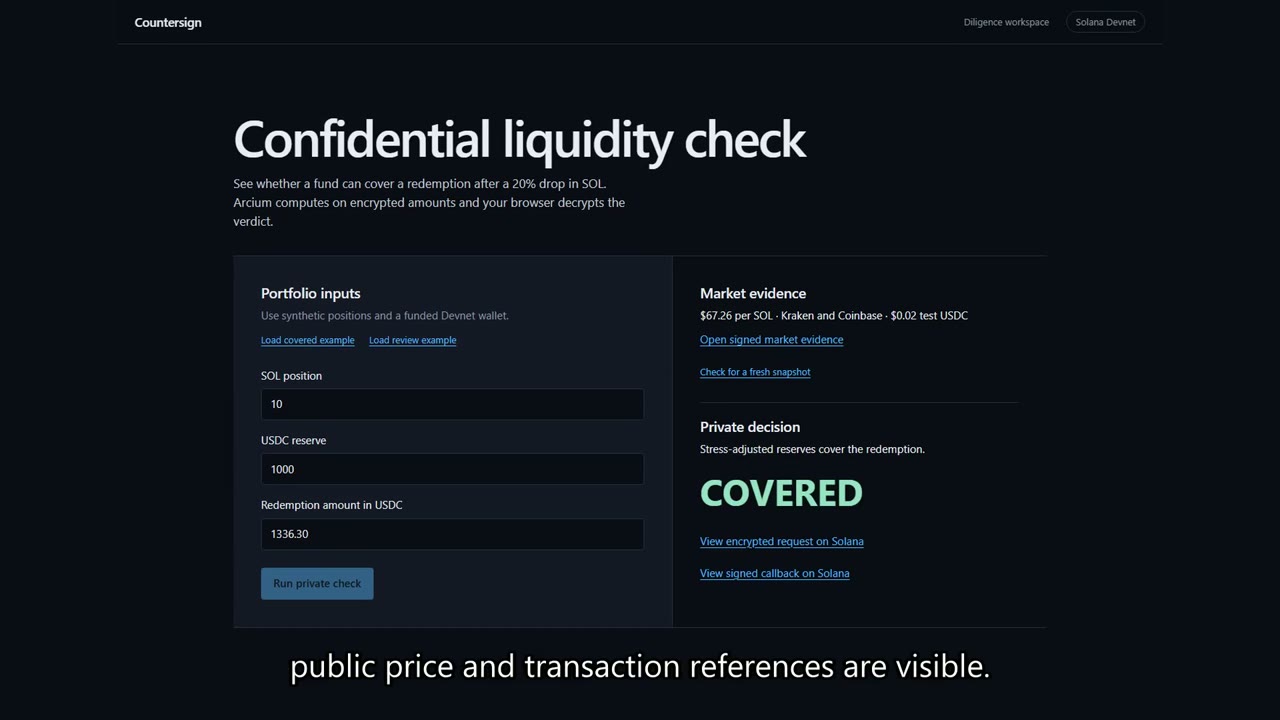 Countersign
Diligence workspace
Solana Devnet
Confidential liquidity check
See whether a fund can cover a redemption after a 20% drop in SOL.
Arcium computes on encrypted amounts and your browser decrypts the
verdict.
Portfolio inputs
Use synthetic positions and a funded Devnet wallet.
Load covered example
Load review example
SOL position
10
USDC reserve
1000
Redemption amount in USDC
1336.30
Run private check
Market evidence
$67.26 per SOL · Kraken and Coinbase · $0.02 test USDC
Open signed market evidence
Check for a fresh snapshot
Private decision
Stress-adjusted reserves cover the redemption.
COVERED
View encrypted request on Solana
View signed callback on Solana
public price and transaction references are visible.